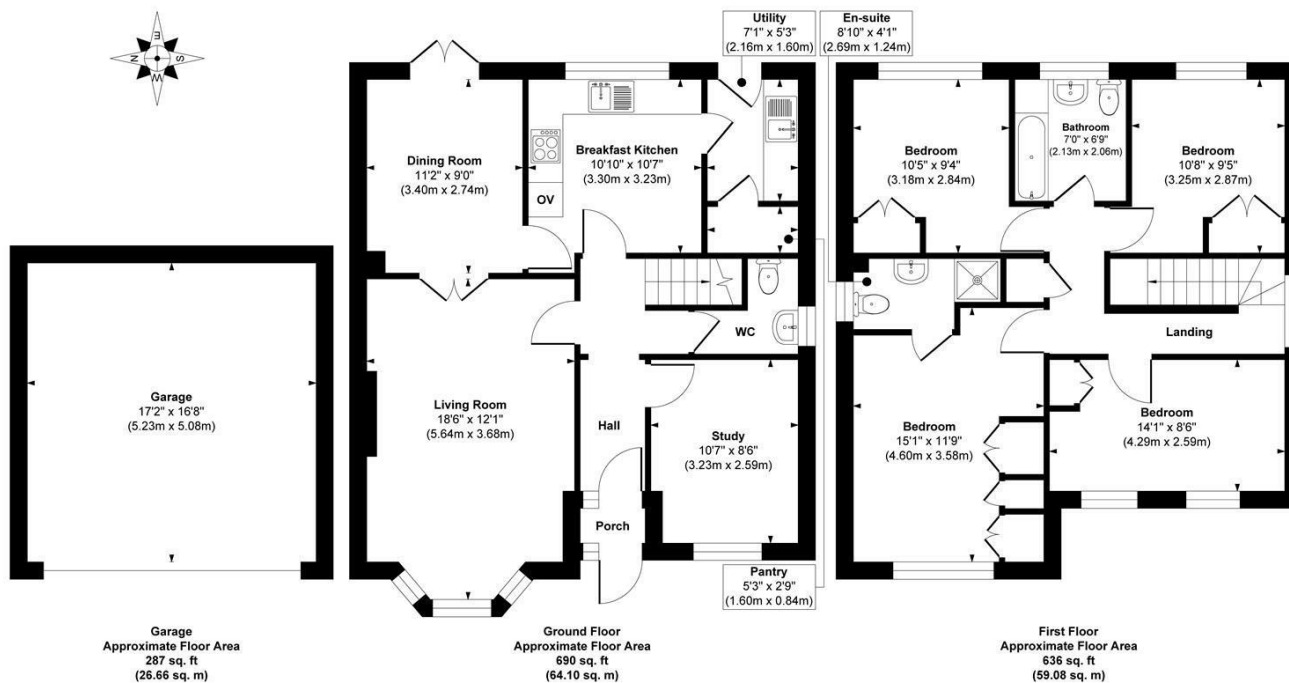 E
N
S
W
Utility
7'1" x 5'3"
(2.16m x 1.60m)
En-suite
8'10" x 4'1"
(2.69m x 1.24m)
Dining Room
11'2" x 9'0"
(3.40m x 2.74m)
Breakfast Kitchen
10'10" x 10'7"
(3.30m x 3.23m)
OV
Bedroom
10'5" x 9'4"
(3.18m x 2.84m)
Bathroom
7'0" x 6'9"
(2.13m x 2.06m)
Bedroom
10'8" x 9'5"
(3.25m x 2.87m)
WC
Landing
Garage
17'2" x 16'8"
(5.23m x 5.08m)
Living Room
18'6" x 12'1"
(5.64m x 3.68m)
Hall
Study
10'7" x 8'6"
(3.23m x 2.59m)
Bedroom
15'1" x 11'9"
(4.60m x 3.58m)
Bedroom
14'1" x 8'6"
(4.29m x 2.59m)
Porch
Pantry
5'3" x 2'9"
(1.60m x 0.84m)
Garage
Approximate Floor Area
287 sq. ft
(26.66 sq. m)
Ground Floor
Approximate Floor Area
690 sq. ft
(64.10 sq. m)
First Floor
Approximate Floor Area
636 sq. ft
(59.08 sq. m)